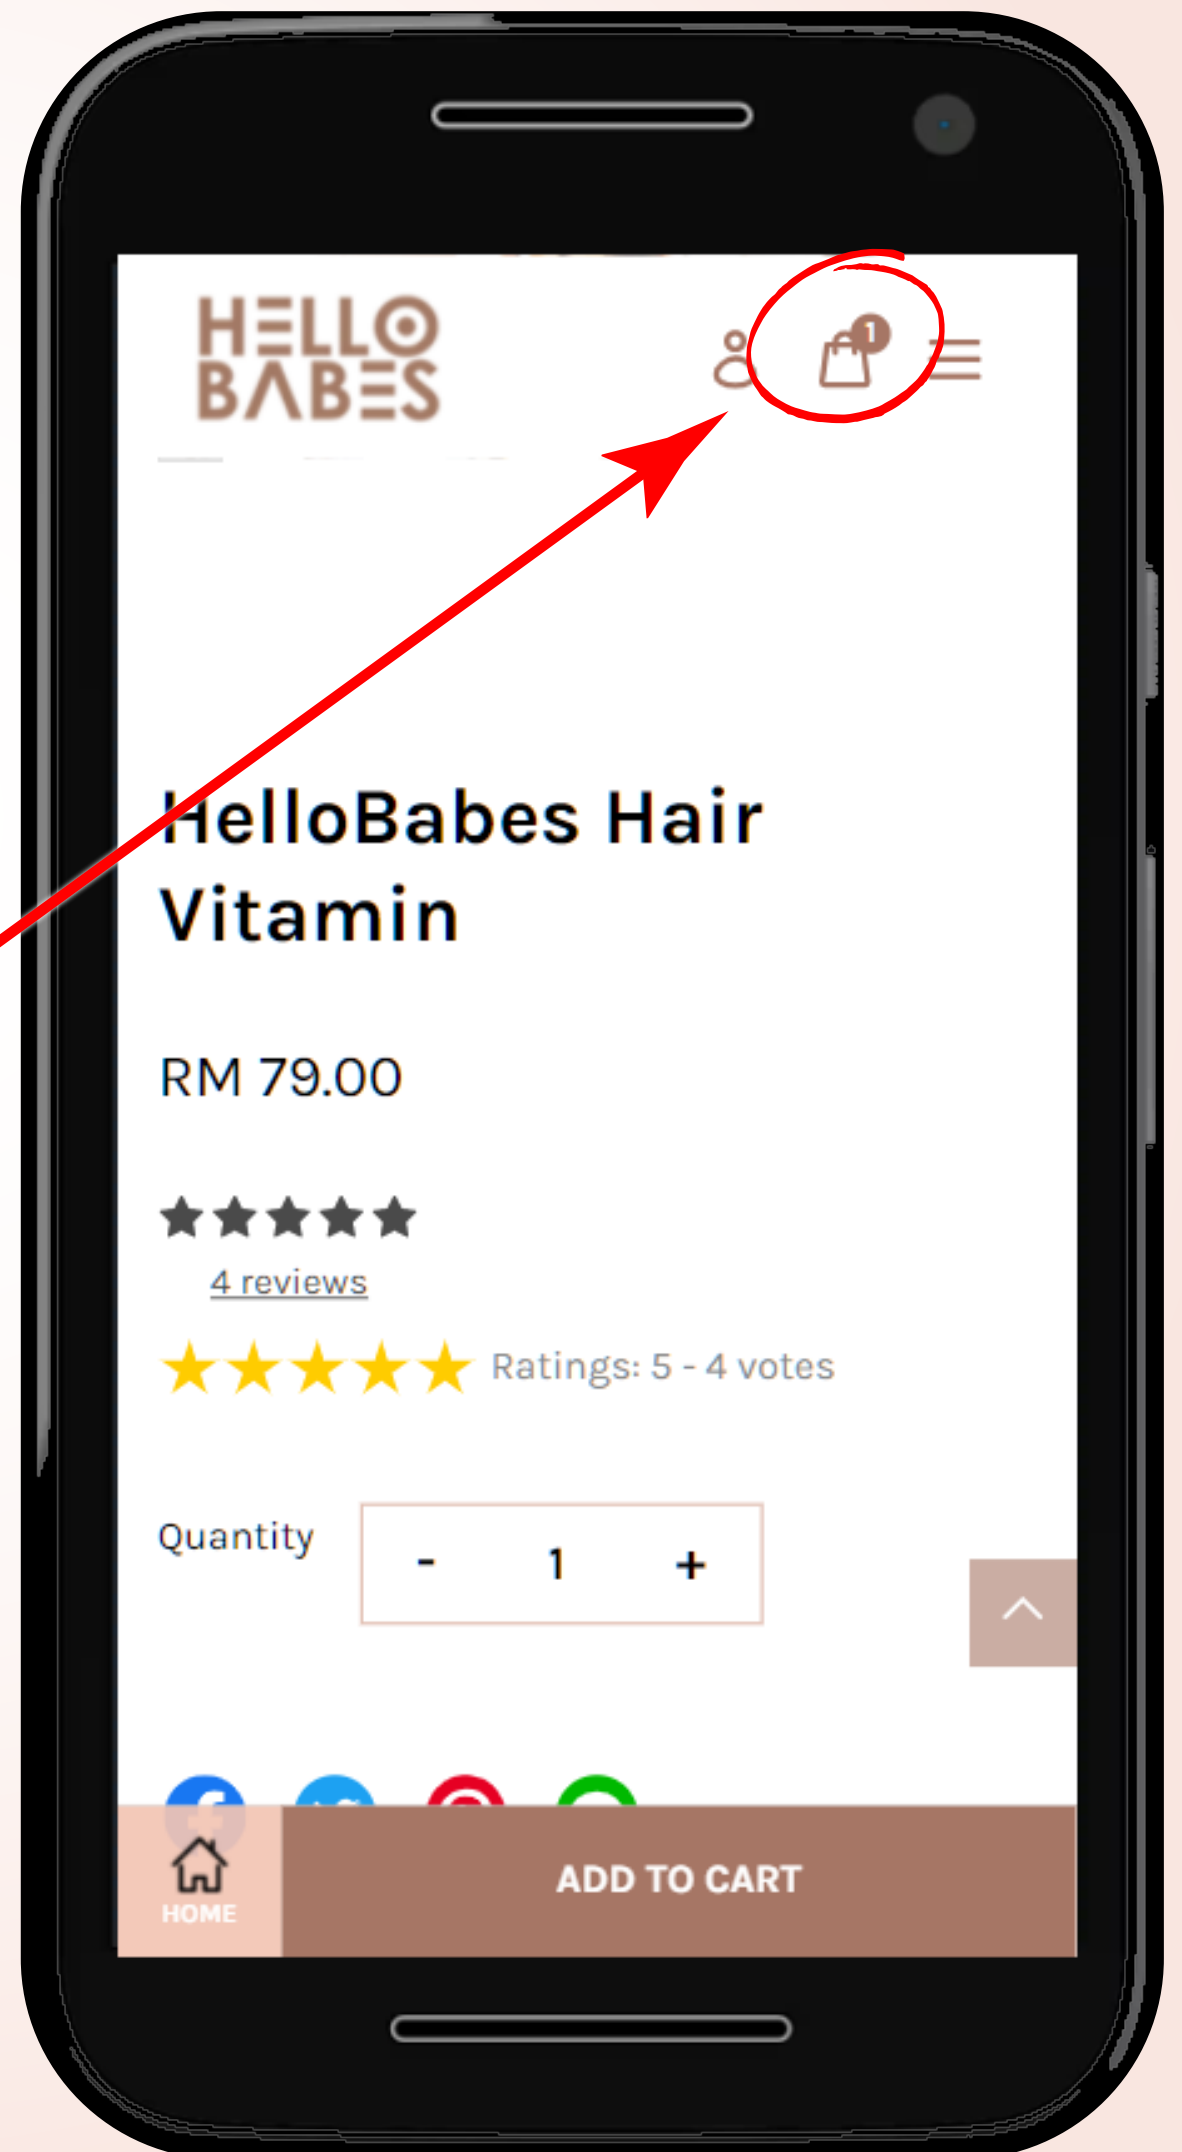 HELLO
BABES
1
HelloBabes Hair
Vitamin
RM 79.00
4 reviews
Ratings: 5 - 4 votes
Quantity
- 1 +
HOME
ADD TO CART